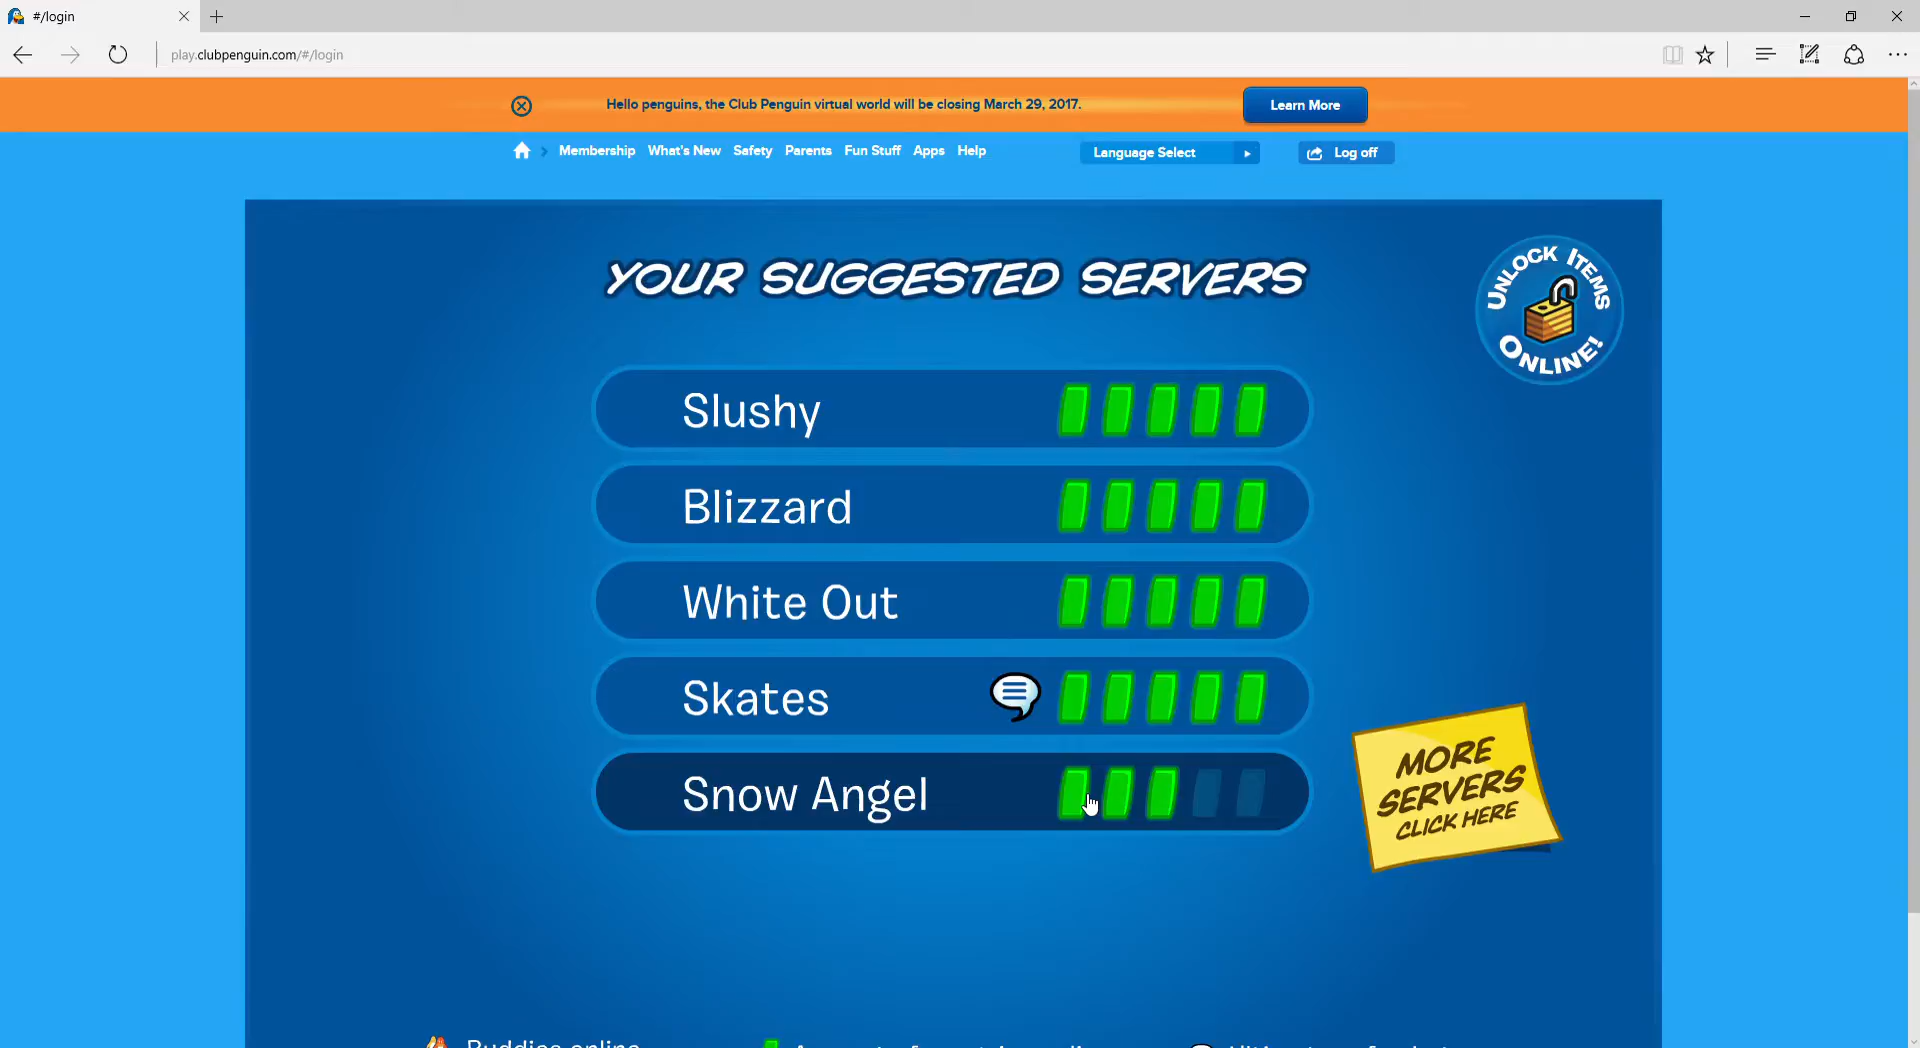 #/login
play.clubpenguin.com/#/login
Hello penguins, the Club Penguin virtual world will be closing March 29, 2017.
Learn More
Membership What's New Safety Parents Fun Stuff Apps Help
Language Select
Log off
YOUR SUGGESTED SERVERS
UNLOCK ITEMS
ONLINE!
Slushy
Blizzard
White Out
Skates
Snow Angel
MORE
SERVERS
CLICK HERE
Buddies online